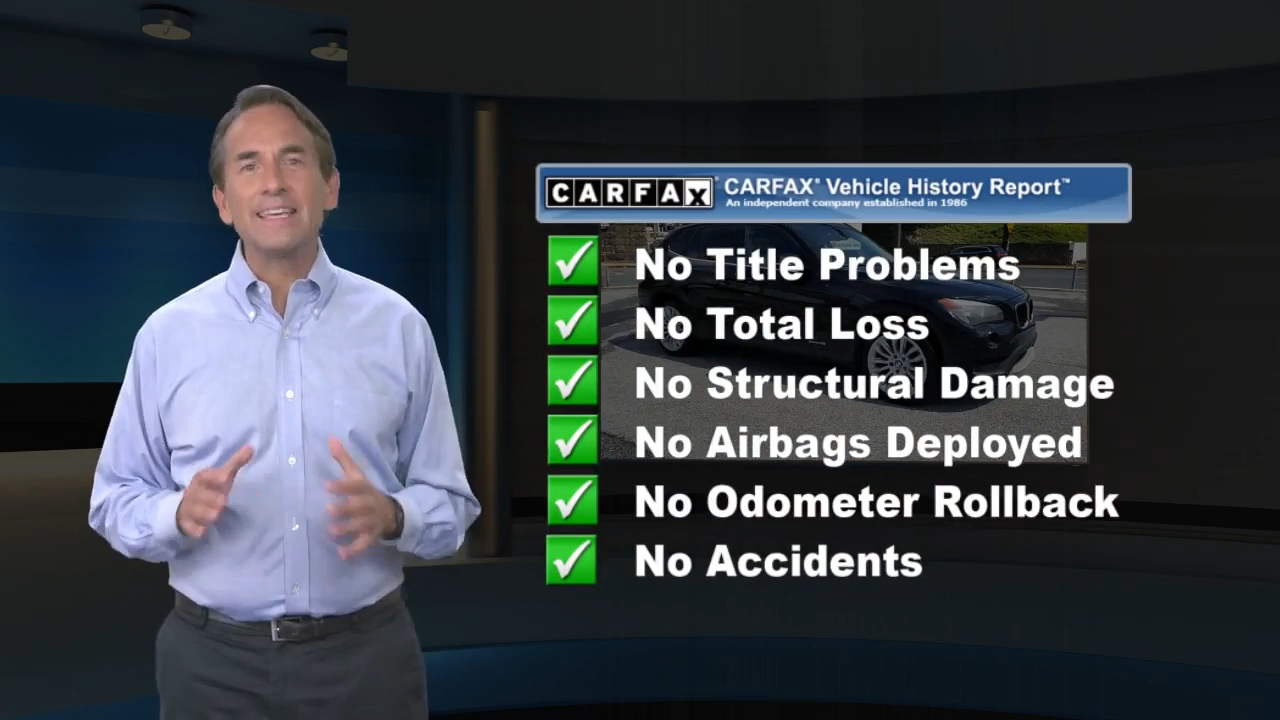 CARFAX® CARFAX® Vehicle History Report™
An independent company established in 1986
No Title Problems
No Total Loss
No Structural Damage
No Airbags Deployed
No Odometer Rollback
No Accidents